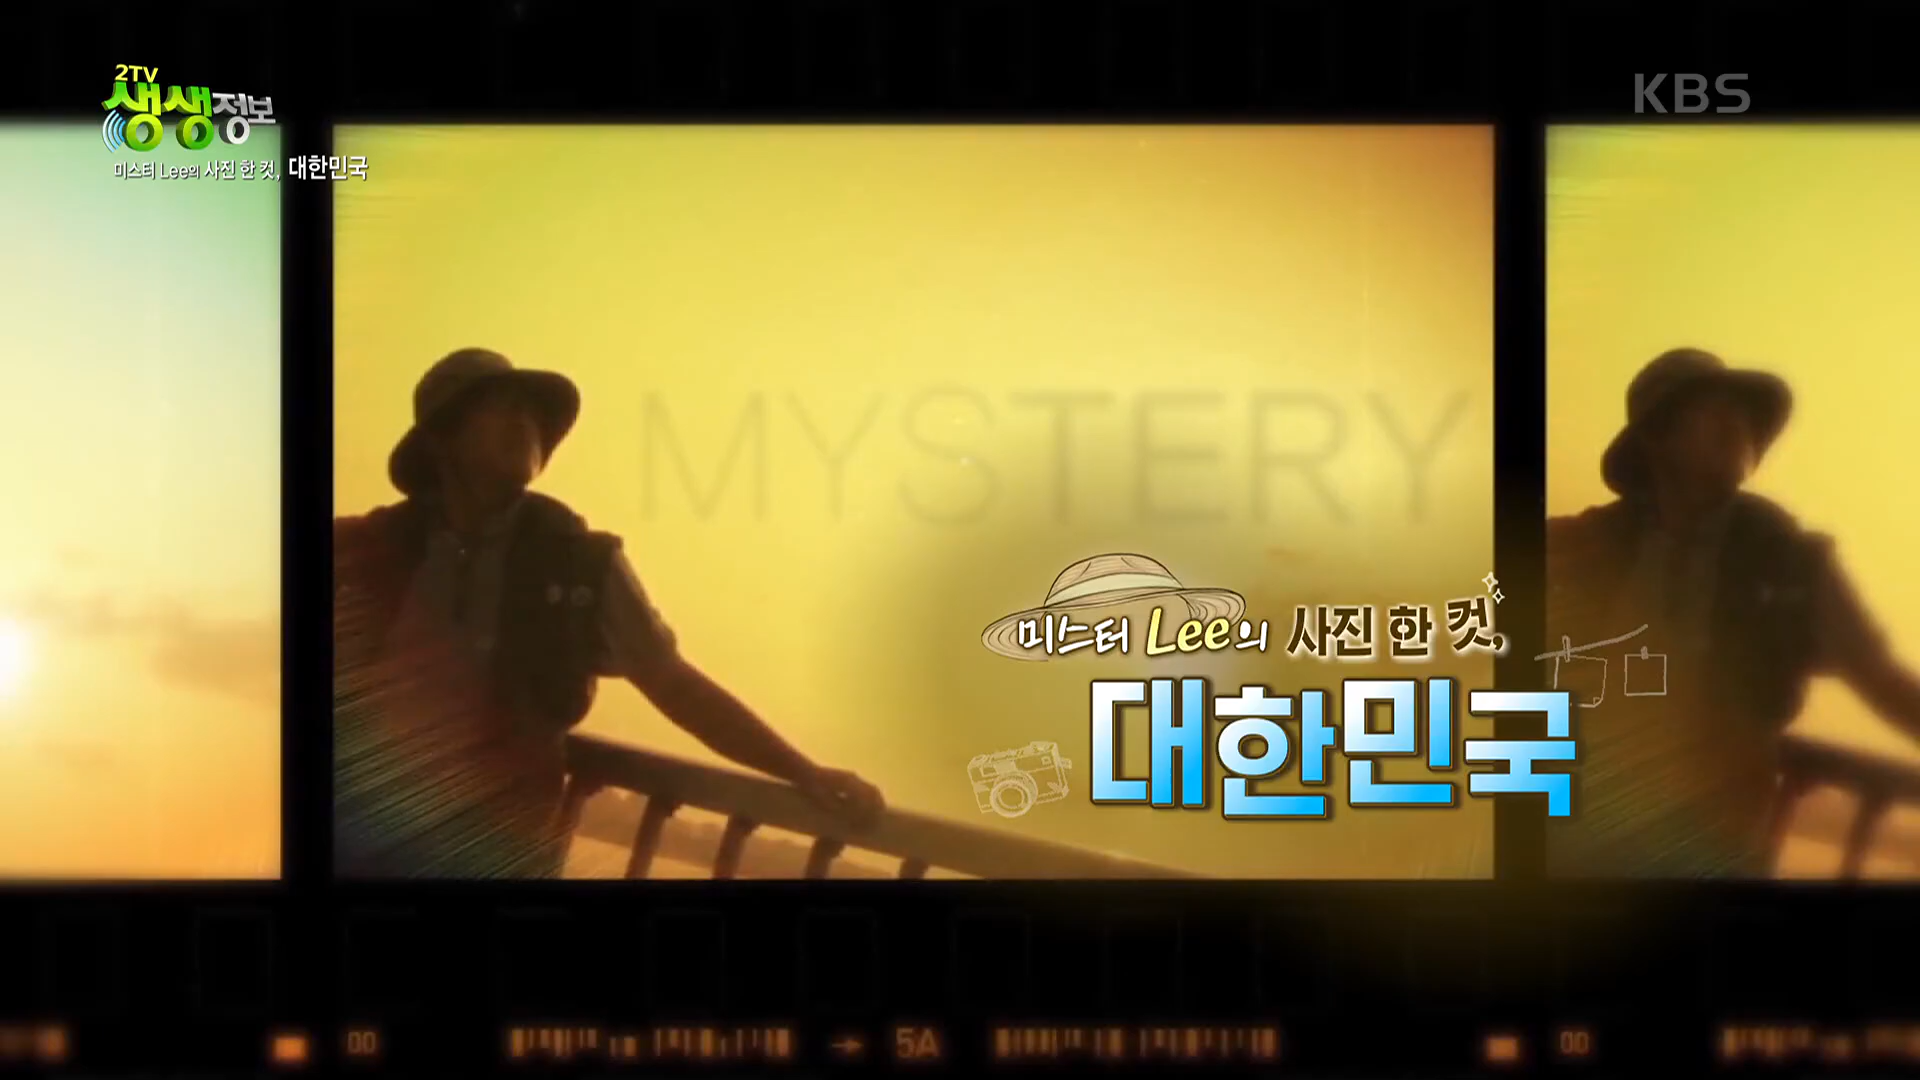 2TV
생생정보
미스터 Lee의 사진 한 컷, 대한민국
KBS
MYSTERY
미스터 Lee의 사진 한 컷,
대한민국
00
→ 5A
00